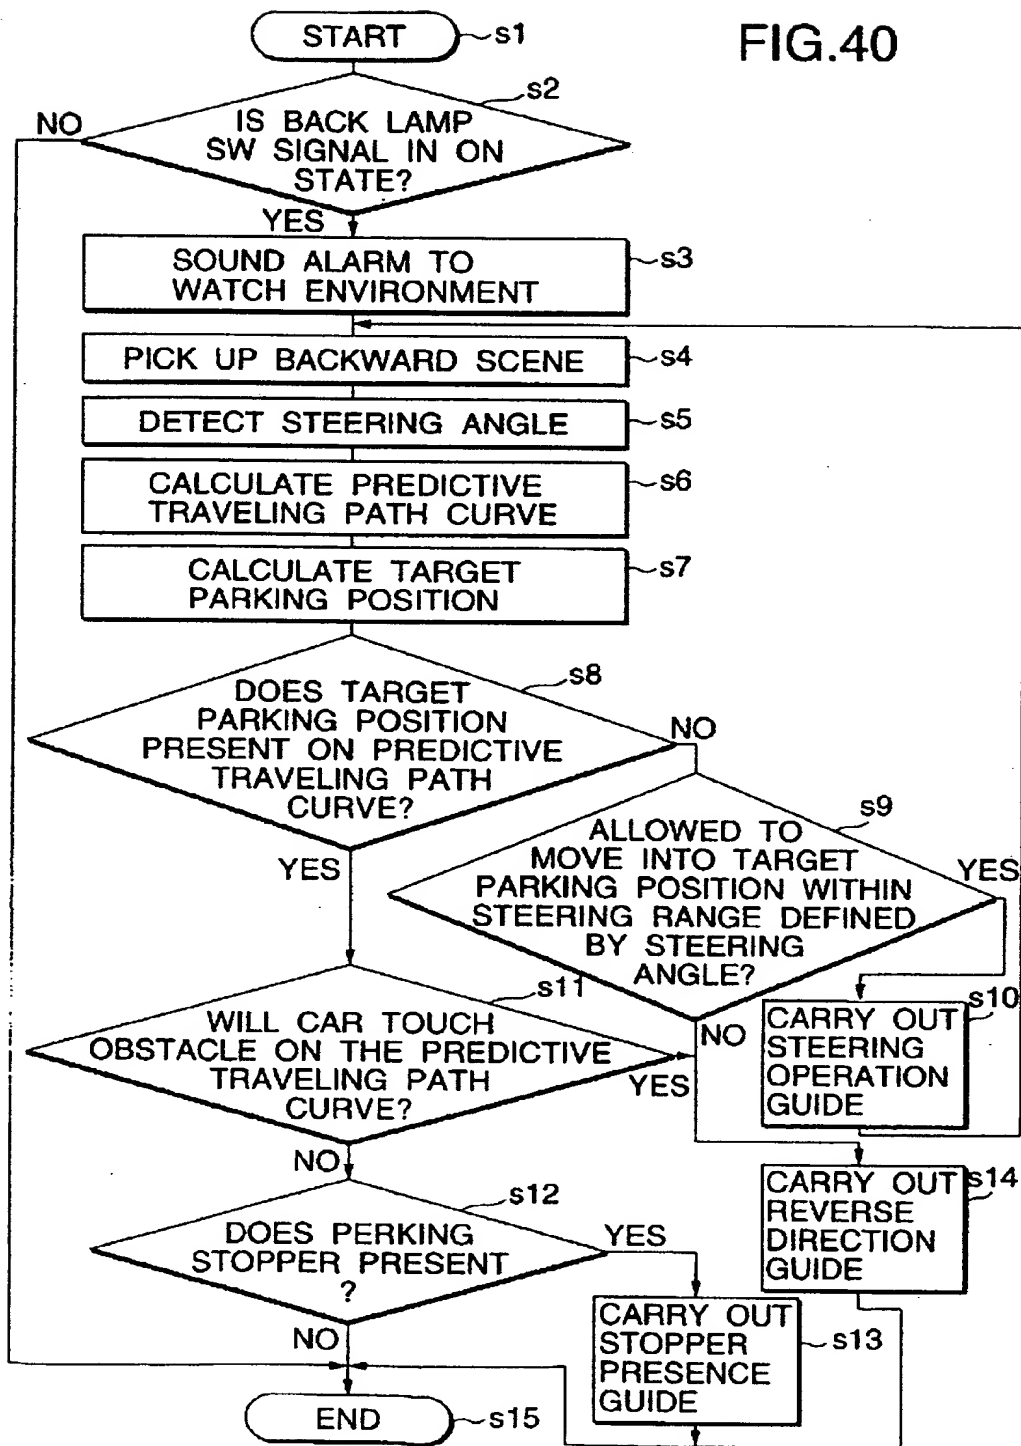 FIG.40
START
s1
s2
IS BACK LAMP
SW SIGNAL IN ON
STATE?
NO
YES
SOUND ALARM TO
WATCH ENVIRONMENT
s3
PICK UP BACKWARD SCENE
s4
DETECT STEERING ANGLE
s5
CALCULATE PREDICTIVE
TRAVELING PATH CURVE
s6
CALCULATE TARGET
PARKING POSITION
s7
s8
DOES TARGET
PARKING POSITION
PRESENT ON PREDICTIVE
TRAVELING PATH
CURVE?
NO
YES
s9
ALLOWED TO
MOVE INTO TARGET
PARKING POSITION WITHIN
STEERING RANGE DEFINED
BY STEERING
ANGLE?
YES
NO
s10
CARRY OUT
STEERING
OPERATION
GUIDE
s11
WILL CAR TOUCH
OBSTACLE ON THE PREDICTIVE
TRAVELING PATH
CURVE?
YES
NO
s14
CARRY OUT
REVERSE
DIRECTION
GUIDE
s12
DOES PERKING
STOPPER PRESENT
?
YES
NO
CARRY OUT
STOPPER
PRESENCE
GUIDE
s13
END
s15